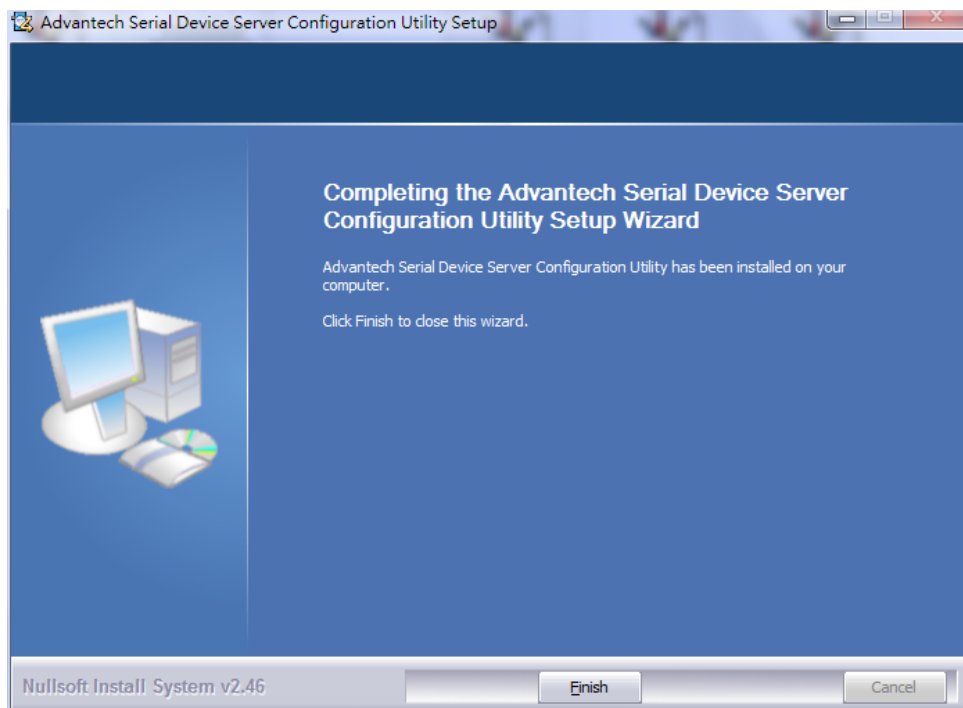 Advantech Serial Device Server Configuration Utility Setup
Completing the Advantech Serial Device Server
Configuration Utility Setup Wizard
Advantech Serial Device Server Configuration Utility has been installed on your
computer.
Click Finish to close this wizard.
Nullsoft Install System v2.46
Finish
Cancel